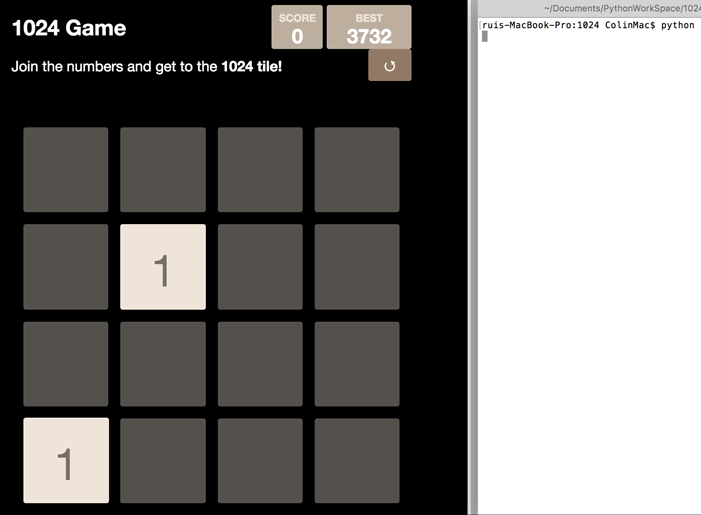 1024 Game
SCORE
0
BEST
3732
Join the numbers and get to the 1024 tile!
1
1
~/Documents/PythonWorkSpace/1024
[ruis-MacBook-Pro:1024 ColinMac$ python